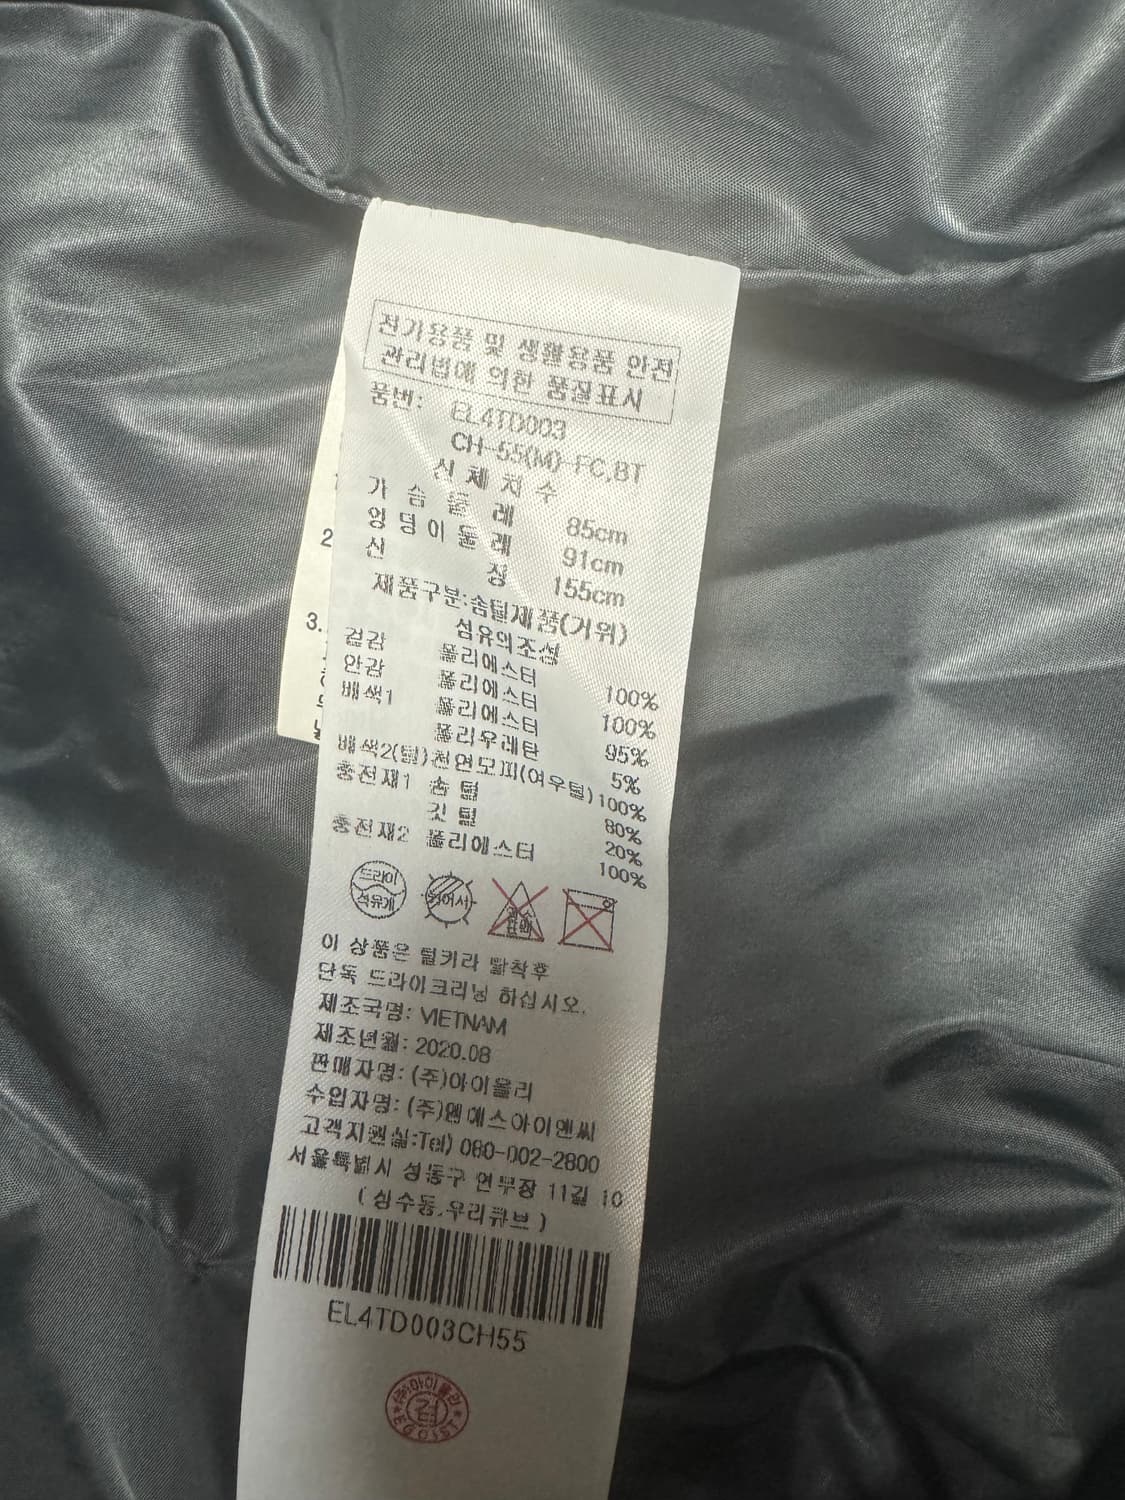 전기용품 및 생활용품 안전
관리법에 의한 품질표시
품번: EL4TD003
CH-55(M)-FC,BT
신체치수
가슴둘레 85cm
엉덩이둘레 91cm
신장 155cm
제품구분:솜털제품(거위)
섬유의조성
겉감 폴리에스터 100%
안감 폴리에스터 100%
배색1 폴리에스터 95%
폴리우레탄 5%
배색2(털)천연모피(여우털) 100%
충전재1 솜털 80%
깃털 20%
충전재2 폴리에스터 100%
드라이
석유계
이 상품은 털카라 탈착후
단독 드라이크리닝 하십시오.
제조국명: VIETNAM
제조년월: 2020.08
판매자명: (주)아이올리
수입자명: (주)엠에스아이앤씨
고객지원실:Tel) 080-002-2800
서울특별시 성동구 연무장 11길 10
(성수동,우리큐브)
EL4TD003CH55
(주)아이올리
검
EGOIST
2
3.